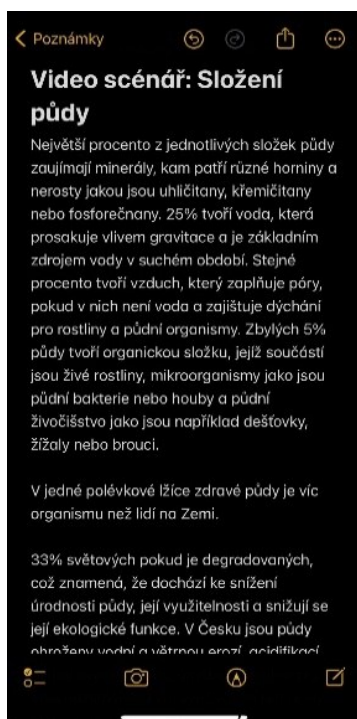 Poznámky
Video scénář: Složení
půdy
Největší procento z jednotlivých složek půdy
zaujímají minerály, kam patří různé horniny a
nerosty jakou jsou uhličitany, křemičitany
nebo fosforečnany. 25% tvoří voda, která
prosakuje vlivem gravitace a je základním
zdrojem vody v suchém období. Stejné
procento tvoří vzduch, který zaplňuje póry,
pokud v nich není voda a zajištuje dýchání
pro rostliny a půdní organismy. Zbylých 5%
půdy tvoří organickou složku, jejíž součástí
jsou živé rostliny, mikroorganismy jako jsou
půdní bakterie nebo houby a půdní
živočišstvo jako jsou například dešťovky,
žížaly nebo brouci.
V jedné polévkové lžíce zdravé půdy je víc
organismu než lidí na Zemi.
33% světových pokud je degradovaných,
což znamená, že dochází ke snížení
úrodnosti půdy, její využitelnosti a snižují se
její ekologické funkce. V Česku jsou půdy
ohroženy vodní a větrnou erozí, acidifikací